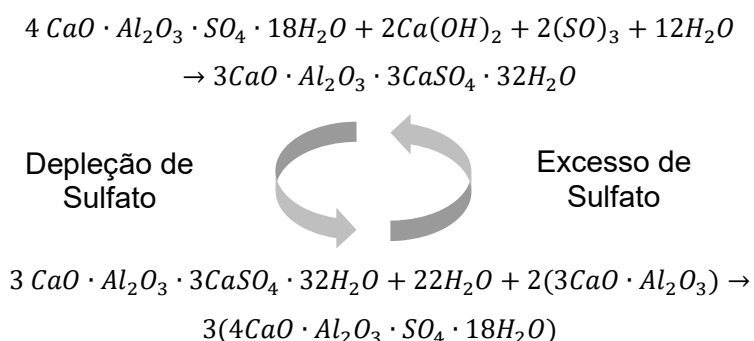 4 CaO · Al₂O₃ · SO₄ · 18H₂O + 2Ca(OH)₂ + 2(SO)₃ + 12H₂O
→ 3CaO · Al₂O₃ · 3CaSO₄ · 32H₂O
Depleção de
Sulfato
Excesso de
Sulfato
3 CaO · Al₂O₃ · 3CaSO₄ · 32H₂O + 22H₂O + 2(3CaO · Al₂O₃) →
3(4CaO · Al₂O₃ · SO₄ · 18H₂O)